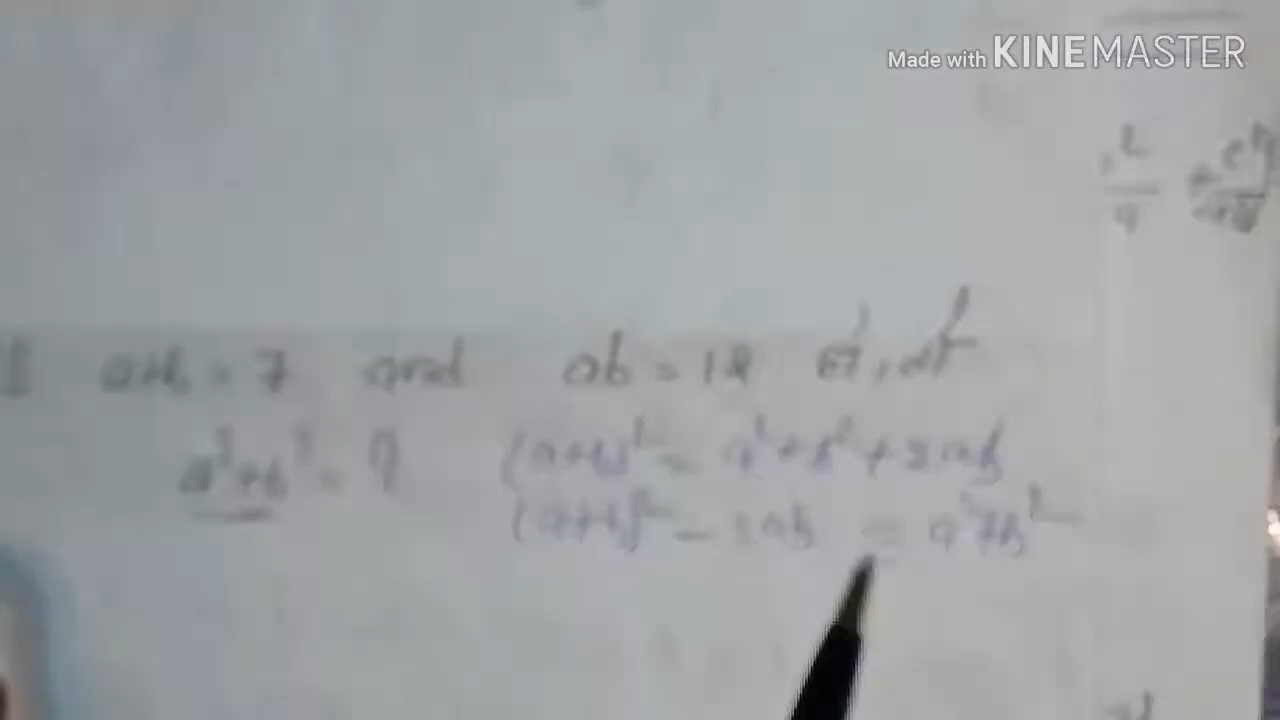 Made with KINEMASTER
a+b = 7 and ab = 12 हो, तो
a²+b² = ? (a+b)² = a²+b²+2ab
(a+b)² - 2ab = a²+b²